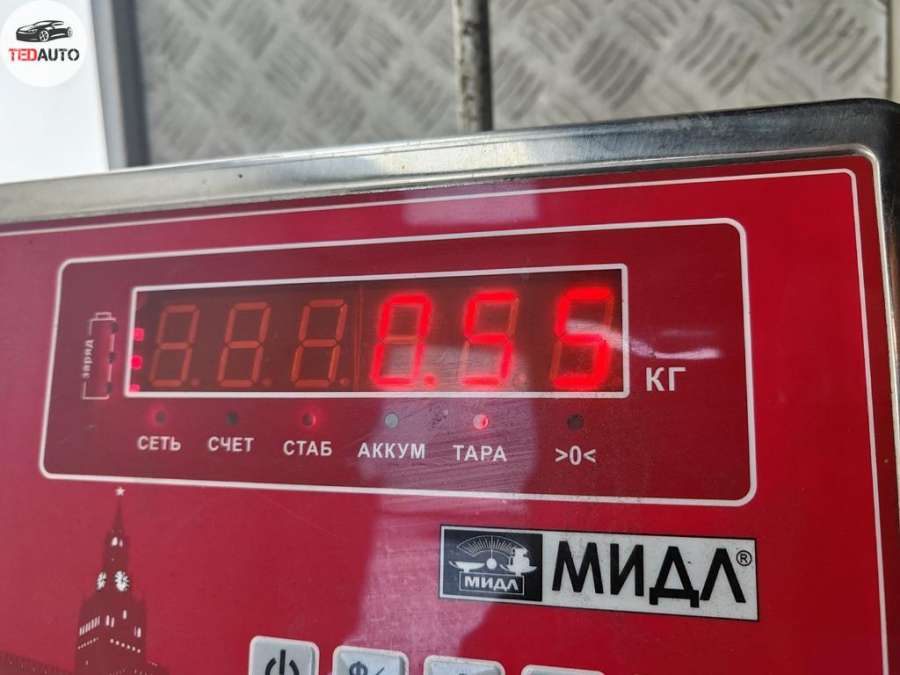 TEDAUTO
заряд
0.55
КГ
СЕТЬ СЧЕТ СТАБ АККУМ ТАРА >0<
МИДЛ МИДЛ®